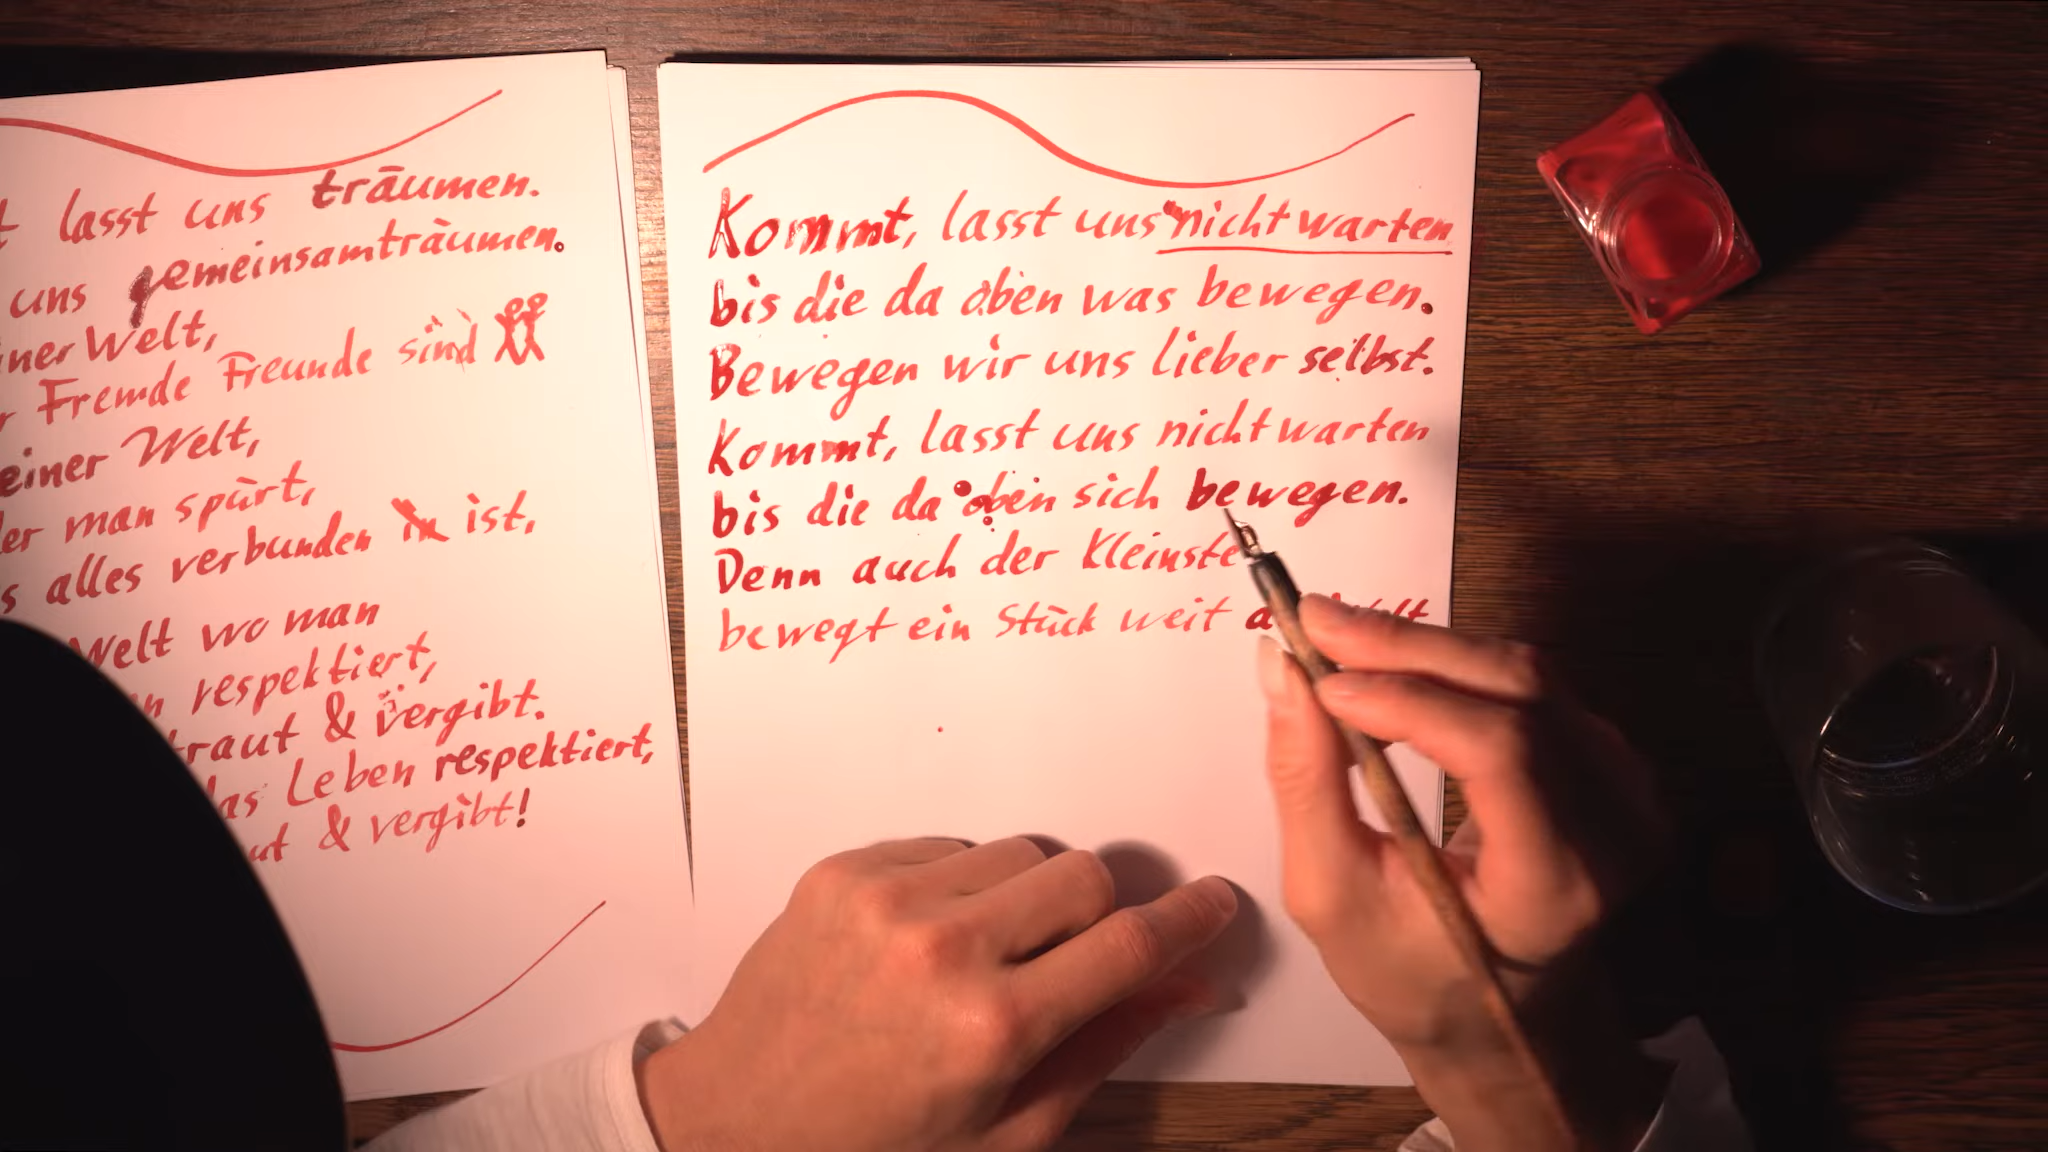 lasst uns träumen.
uns gemeinsam träumen.
Welt,
Fremde Freunde sind
einer Welt,
man spürt,
alles verbunden ist,
Welt wo man
respektiert,
& vergibt.
das Leben respektiert,
& vergibt!
Kommt, lasst uns nicht warten
bis die da oben was bewegen.
Bewegen wir uns lieber selbst.
Kommt, lasst uns nicht warten
bis die da oben sich bewegen.
Denn auch der Kleinste
bewegt ein Stück weit